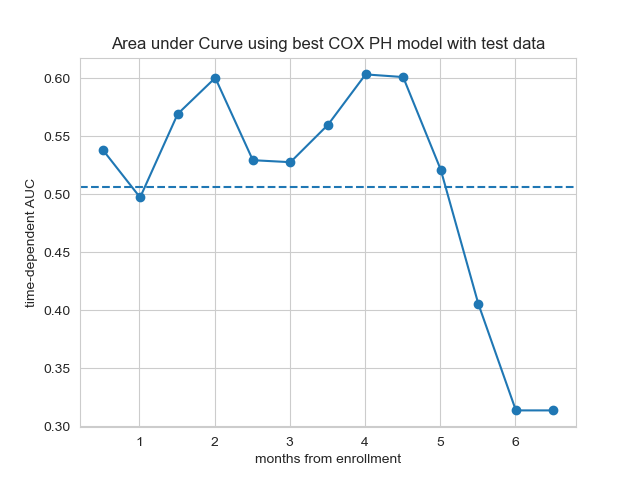 Area under Curve using best COX PH model with test data
time-dependent AUC
0.60
0.55
0.50
0.45
0.40
0.35
0.30
1 2 3 4 5 6
months from enrollment